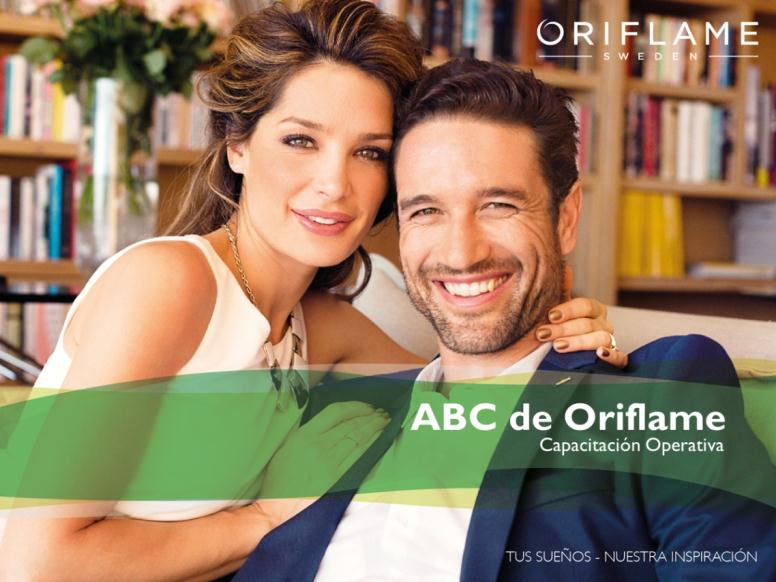 ORIFLAME
SWEDEN
ABC de Oriflame
Capacitación Operativa
TUS SUEÑOS - NUESTRA INSPIRACIÓN